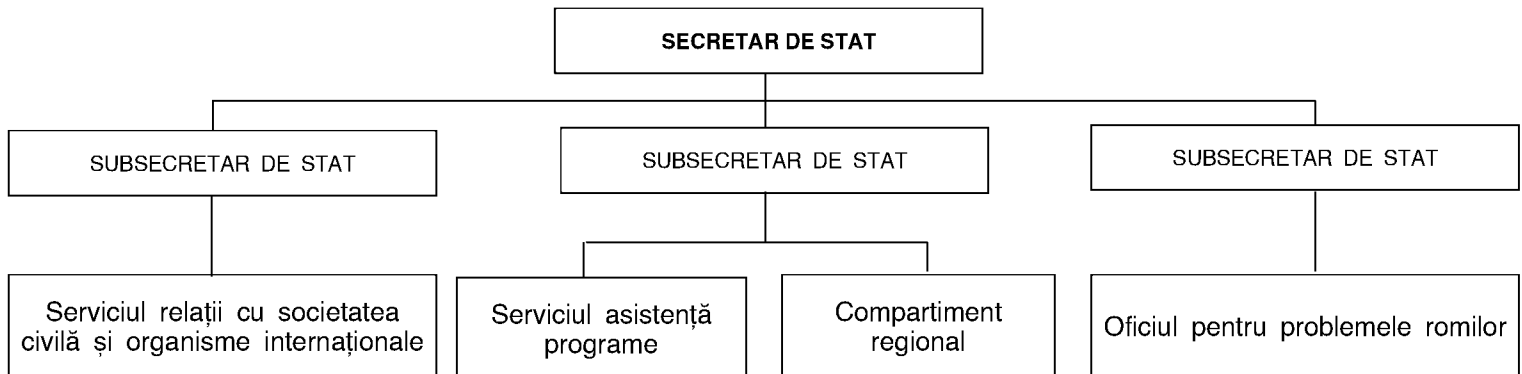 SECRETAR DE STAT
SUBSECRETAR DE STAT
SUBSECRETAR DE STAT
SUBSECRETAR DE STAT
Serviciul relații cu societatea
civilă și organisme internaționale
Serviciul asistență
programe
Compartiment
regional
Oficiul pentru problemele romilor